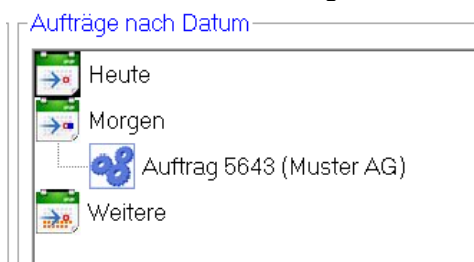 Aufträge nach Datum
Heute
Morgen
Auftrag 5643 (Muster AG)
Weitere